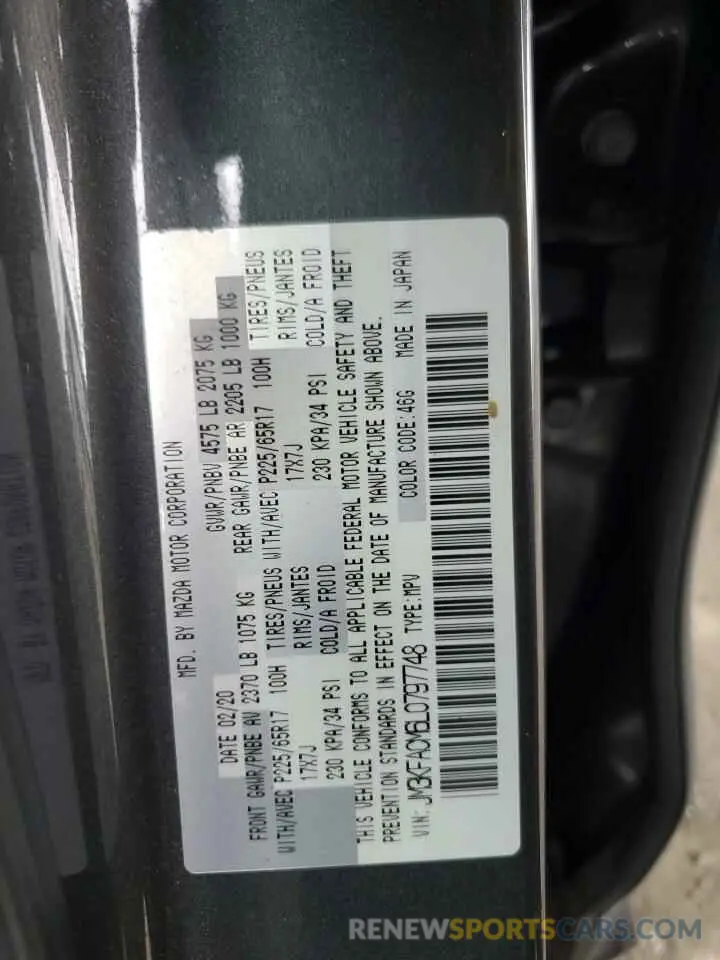 MFD. BY MAZDA MOTOR CORPORATION
DATE 02/20 GVWR/PNBV 4575 LB 2075 KG
FRONT GAWR/PNBE AV 2370 LB 1075 KG REAR GAWR/PNBE AR 2205 LB 1000 KG
WITH/AVEC P225/65R17 100H TIRES/PNEUS WITH/AVEC P225/65R17 100H TIRES/PNEUS
17X7J RIMS/JANTES 17X7J RIMS/JANTES
230 KPA/34 PSI COLD/A FROID 230 KPA/34 PSI COLD/A FROID
THIS VEHICLE CONFORMS TO ALL APPLICABLE FEDERAL MOTOR VEHICLE SAFETY AND THEFT
PREVENTION STANDARDS IN EFFECT ON THE DATE OF MANUFACTURE SHOWN ABOVE.
VIN: JM3KFACM6L0797748 TYPE:MPV COLOR CODE:46G MADE IN JAPAN
RENEWSPORTSCARS.COM